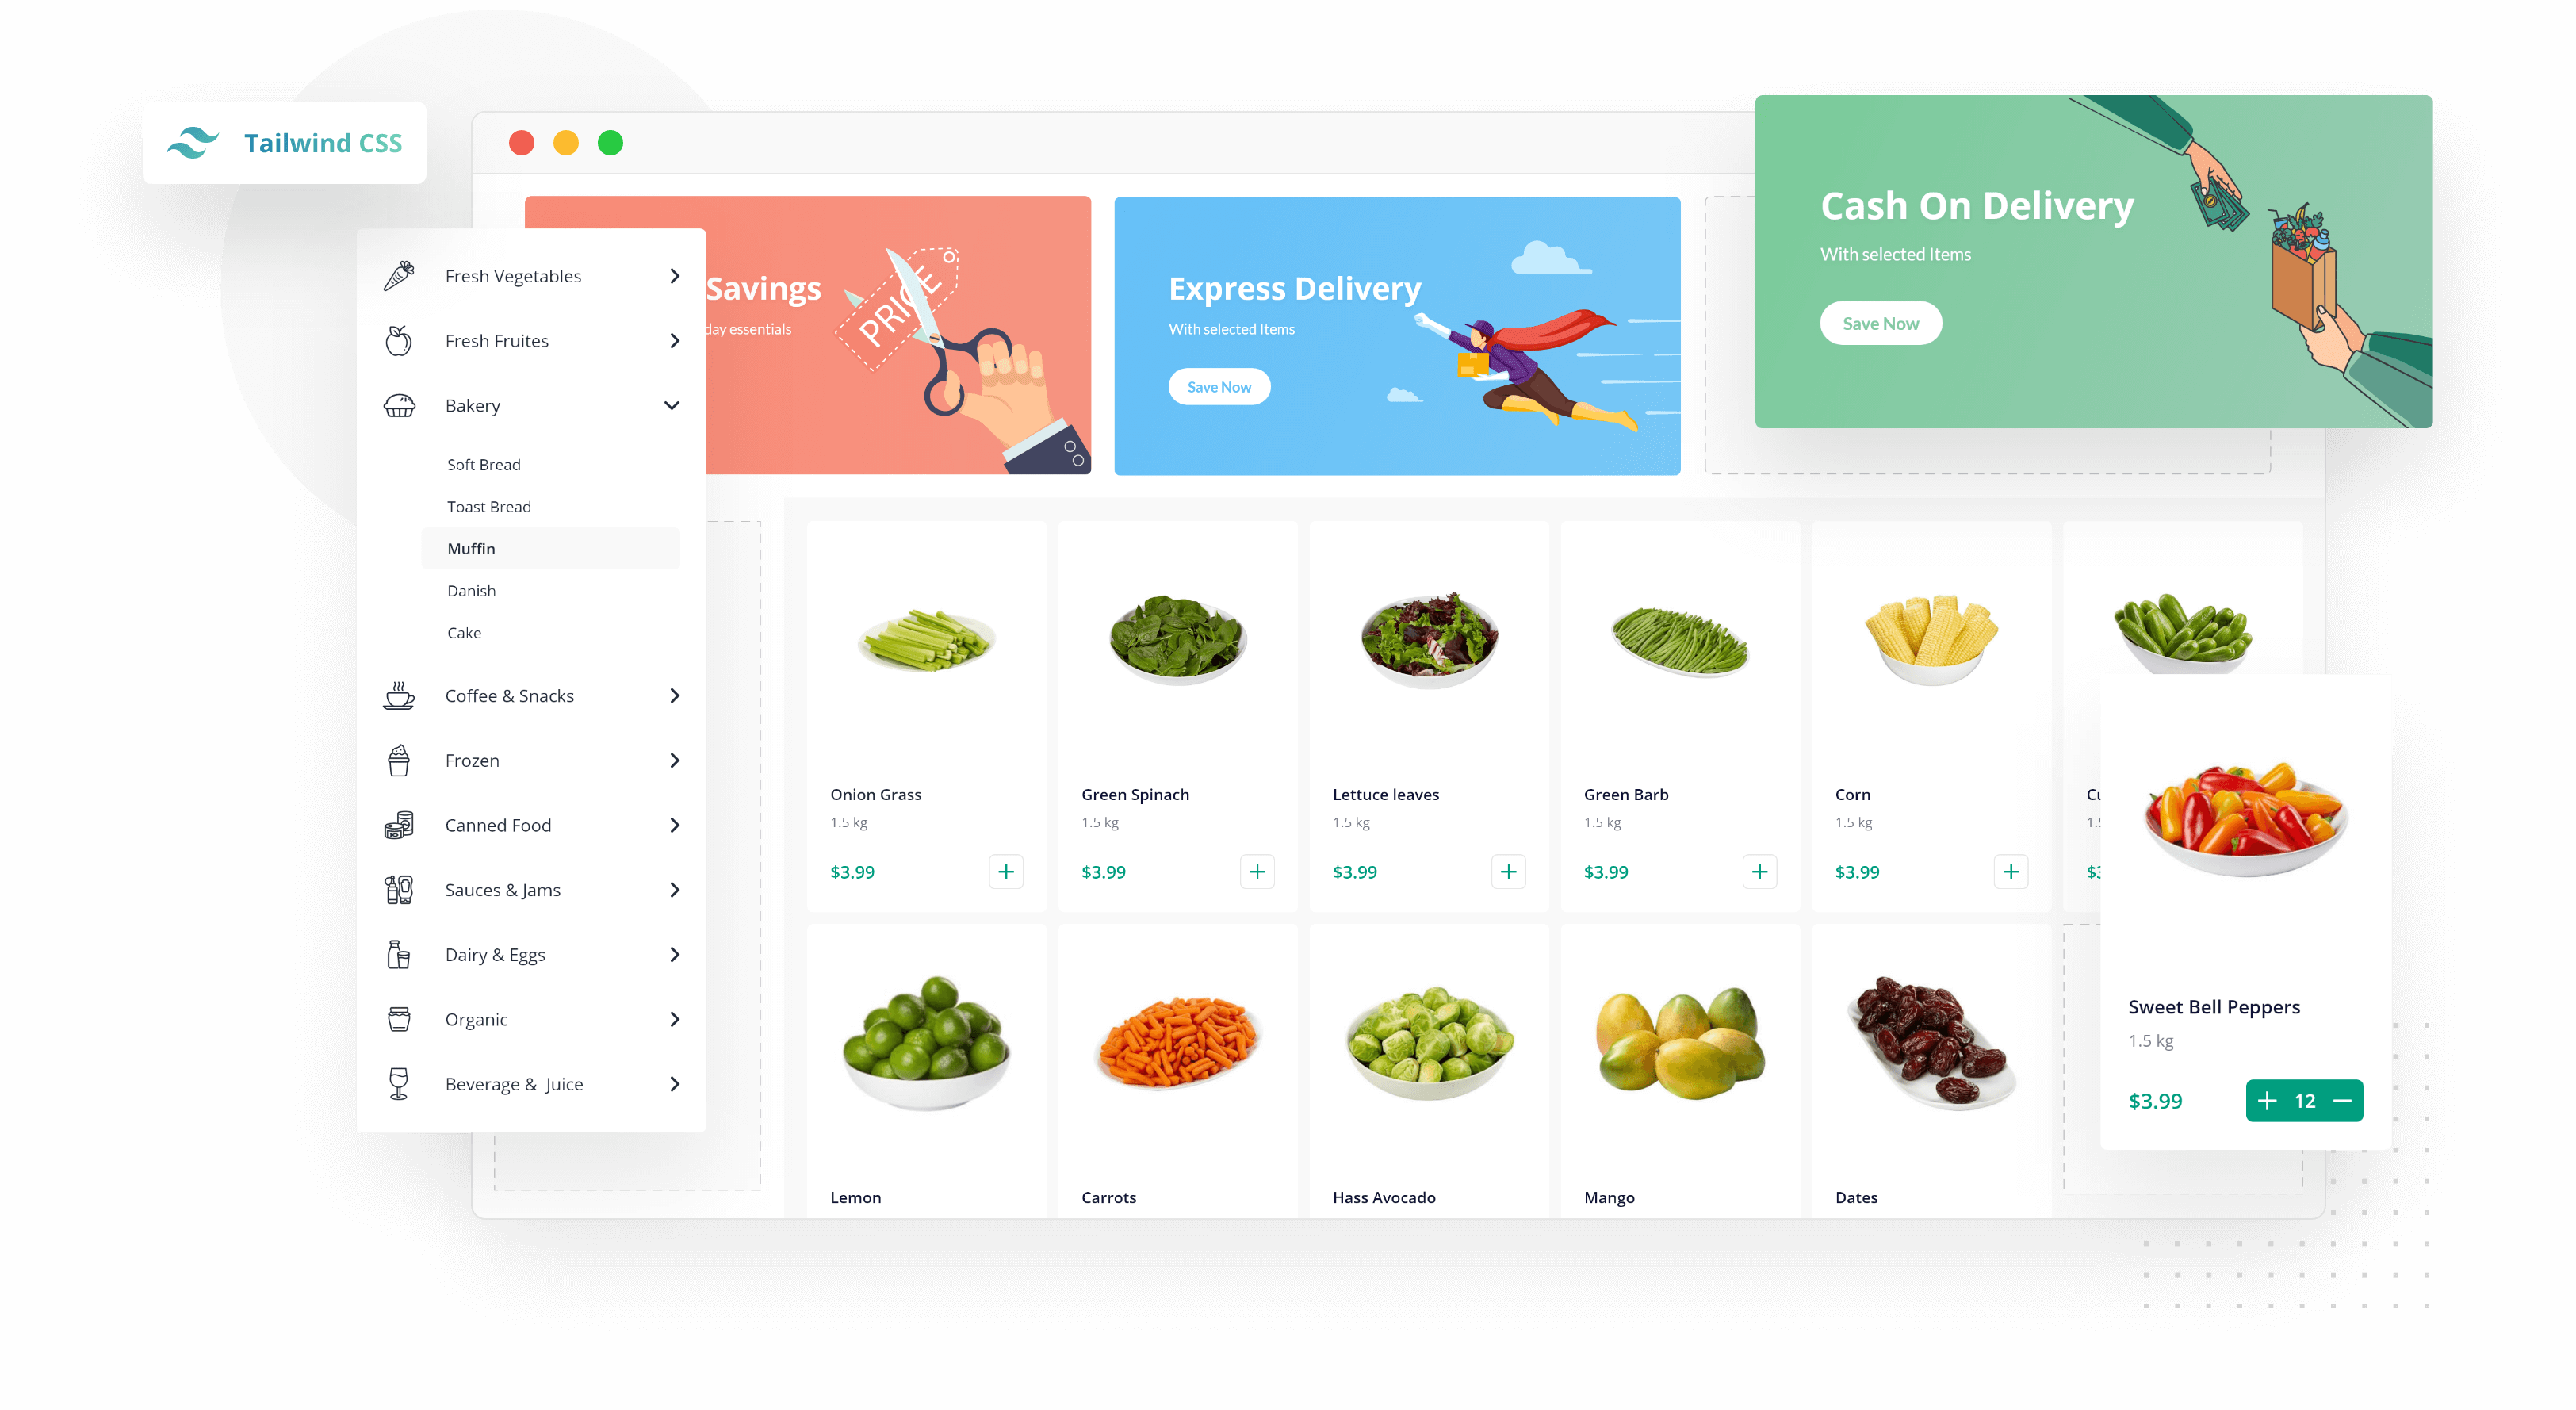 Tailwind CSS
Savings
day essentials
PRICE
Express Delivery
With selected Items
Save Now
Cash On Delivery
With selected Items
Save Now
Fresh Vegetables
Fresh Fruites
Bakery
Soft Bread
Toast Bread
Muffin
Danish
Cake
Coffee & Snacks
Frozen
Canned Food
Sauces & Jams
Dairy & Eggs
Organic
Beverage & Juice
Onion Grass
1.5 kg
$3.99
Green Spinach
1.5 kg
$3.99
Lettuce leaves
1.5 kg
$3.99
Green Barb
1.5 kg
$3.99
Corn
1.5 kg
$3.99
Lemon
Carrots
Hass Avocado
Mango
Dates
Sweet Bell Peppers
1.5 kg
$3.99
+ 12 −